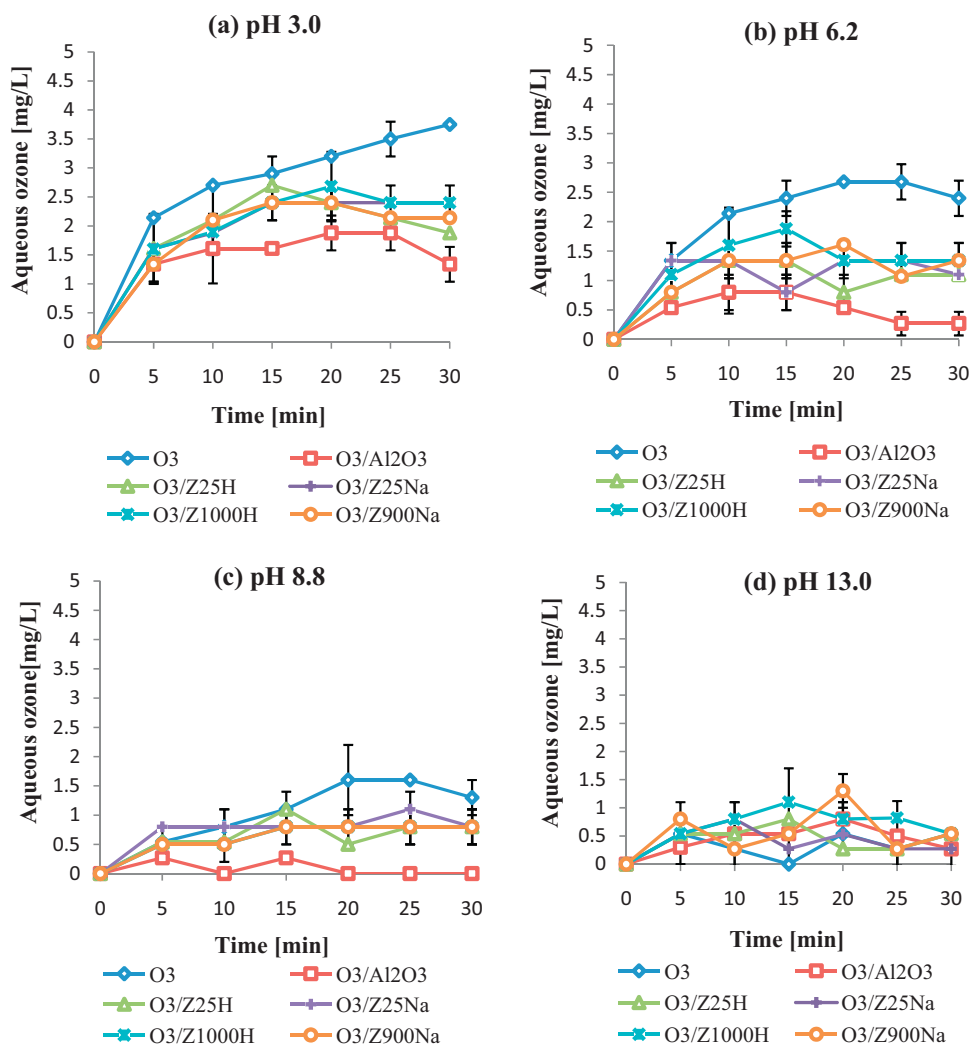 (a) pH 3.0
Aqueous ozone [mg/L]
5
4.5
4
3.5
3
2.5
2
1.5
1
0.5
0
0 5 10 15 20 25 30
Time [min]
O3 O3/Al2O3
O3/Z25H O3/Z25Na
O3/Z1000H O3/Z900Na
(b) pH 6.2
Aqueous ozone [mg/L]
5
4.5
4
3.5
3
2.5
2
1.5
1
0.5
0
0 5 10 15 20 25 30
Time [min]
O3 O3/Al2O3
O3/Z25H O3/Z25Na
O3/Z1000H O3/Z900Na
(c) pH 8.8
Aqueous ozone[mg/L]
5
4.5
4
3.5
3
2.5
2
1.5
1
0.5
0
0 5 10 15 20 25 30
Time [min]
O3 O3/Al2O3
O3/Z25H O3/Z25Na
O3/Z1000H O3/Z900Na
(d) pH 13.0
Aqueous ozone [mg/L]
5
4.5
4
3.5
3
2.5
2
1.5
1
0.5
0
0 5 10 15 20 25 30
Time [min]
O3 O3/Al2O3
O3/Z25H O3/Z25Na
O3/Z1000H O3/Z900Na